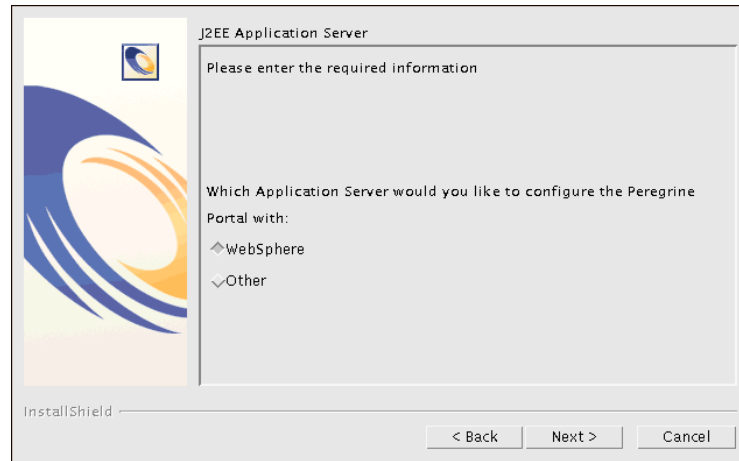 J2EE Application Server
Please enter the required information
Which Application Server would you like to configure the Peregrine
Portal with:
WebSphere
Other
InstallShield
< Back
Next >
Cancel